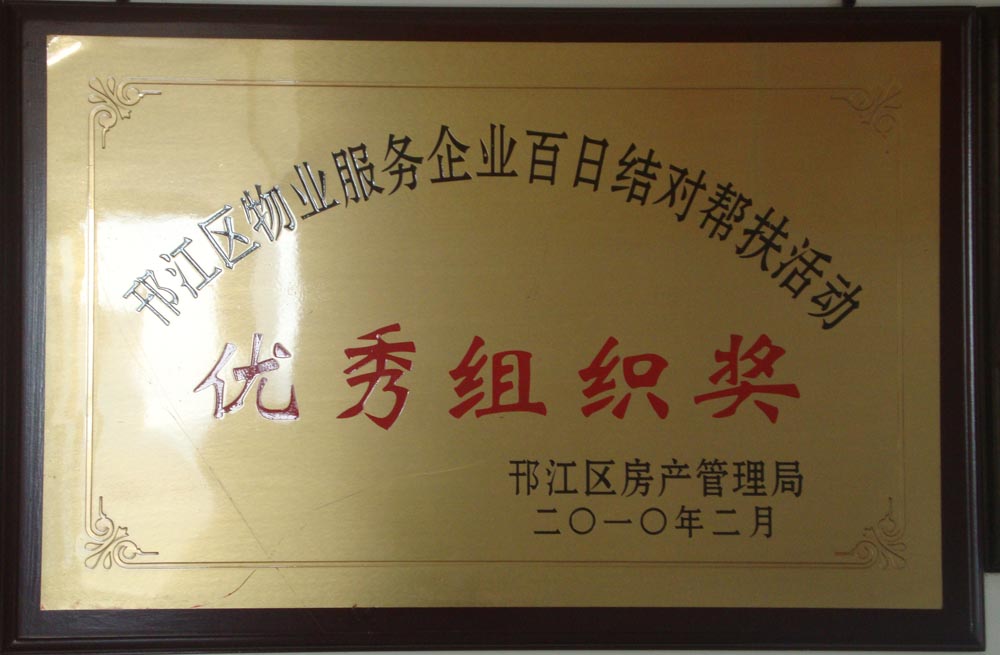 邗江区物业服务企业百日结对帮扶活动
优秀组织奖
邗江区房产管理局
二〇一〇年二月